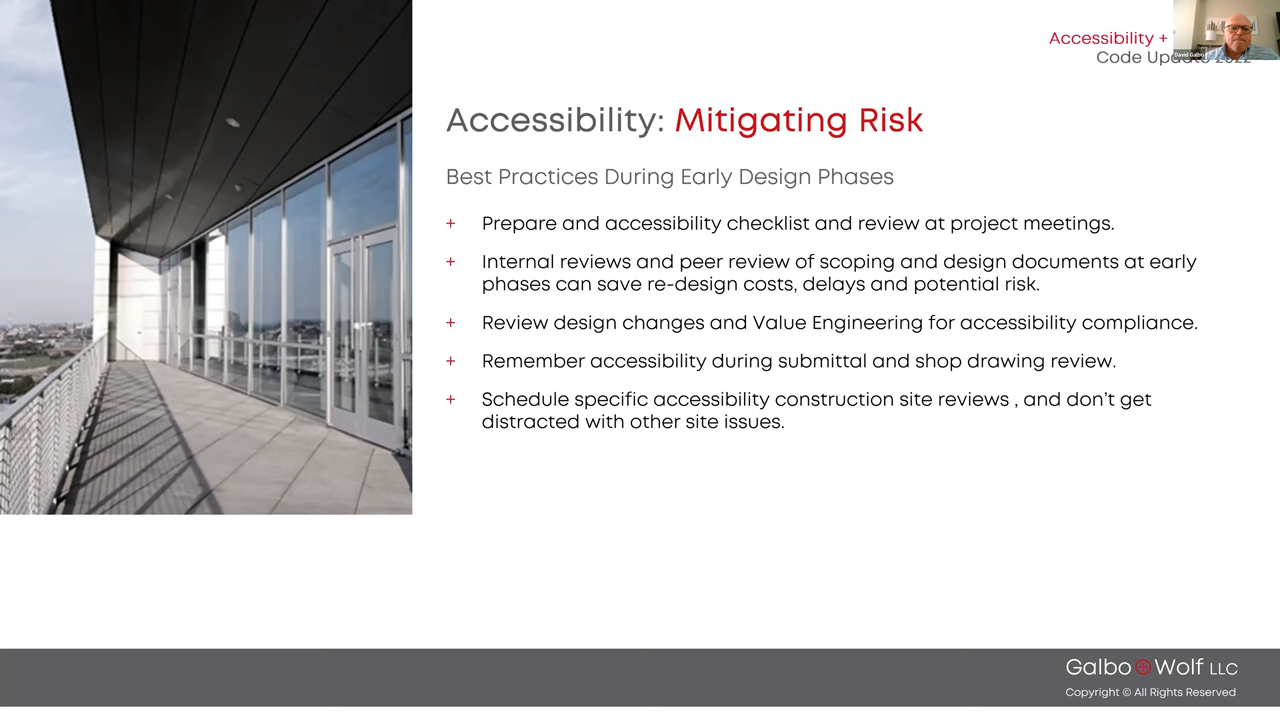 Accessibility +
David Galbo
Code Update 2022
Accessibility: Mitigating Risk
Best Practices During Early Design Phases
+ Prepare and accessibility checklist and review at project meetings.
+ Internal reviews and peer review of scoping and design documents at early
phases can save re-design costs, delays and potential risk.
+ Review design changes and Value Engineering for accessibility compliance.
+ Remember accessibility during submittal and shop drawing review.
+ Schedule specific accessibility construction site reviews , and don’t get
distracted with other site issues.
Galbo+Wolf LLC
Copyright © All Rights Reserved